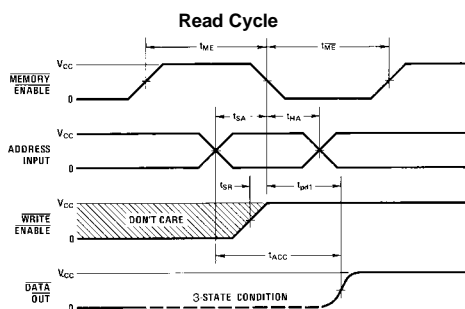 Read Cycle
tME tME
VCC
MEMORY
ENABLE
0
tSA tHA
VCC
ADDRESS
INPUT
0
tSR tpd1
VCC
WRITE
ENABLE
DON'T CARE
0
tACC
VCC
DATA
OUT
3-STATE CONDITION
0